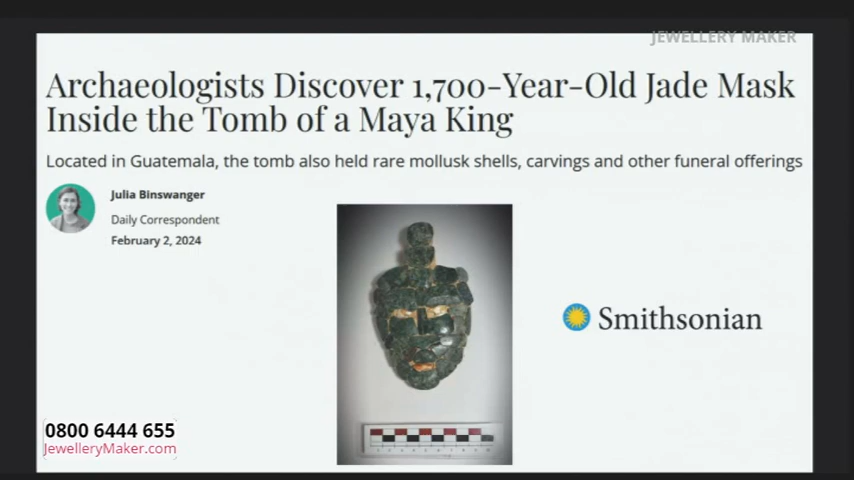 JEWELLERY MAKER
Archaeologists Discover 1,700-Year-Old Jade Mask
Inside the Tomb of a Maya King
Located in Guatemala, the tomb also held rare mollusk shells, carvings and other funeral offerings
Julia Binswanger
Daily Correspondent
February 2, 2024
Smithsonian
0800 6444 655
JewelleryMaker.com